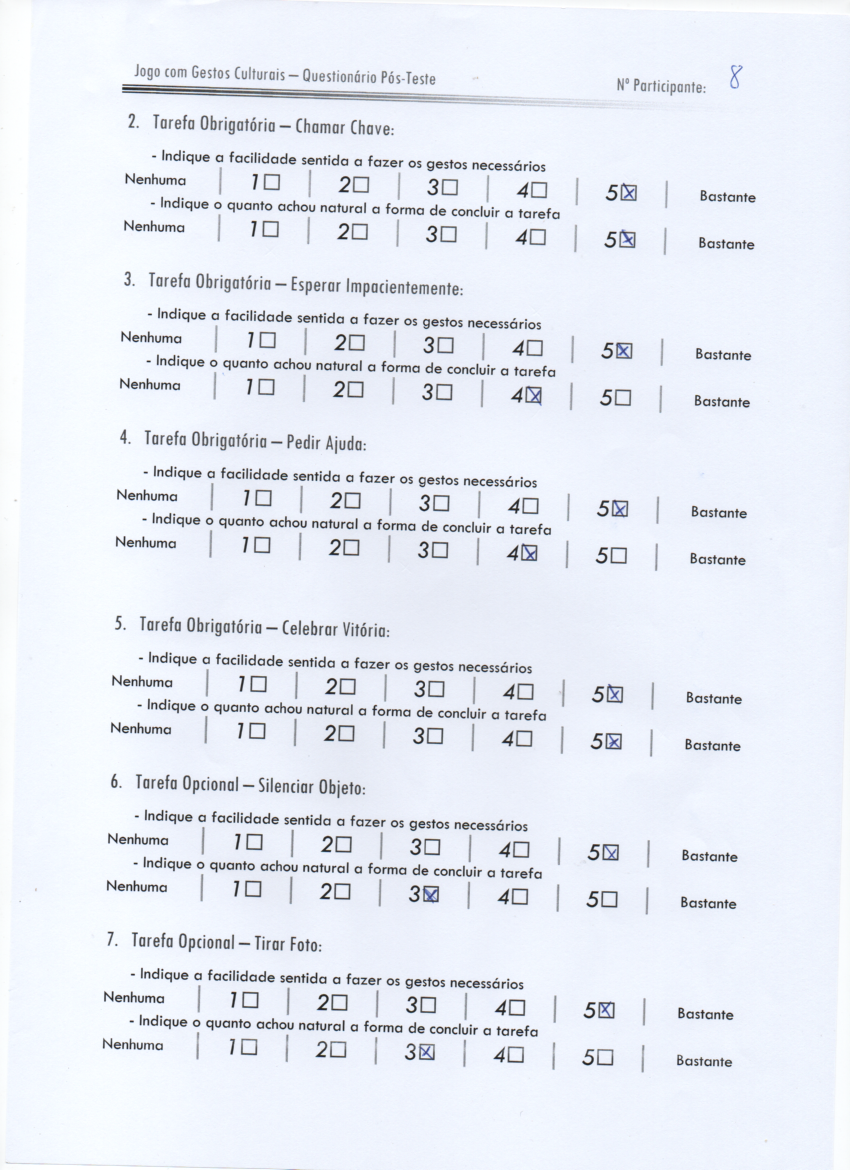 Jogo com Gestos Culturais – Questionário Pós-Teste Nº Participante: 8
2. Tarefa Obrigatória – Chamar Chave:
- Indique a facilidade sentida a fazer os gestos necessários
Nenhuma | 1☐ | 2☐ | 3☐ | 4☐ | 5☒ | Bastante
- Indique o quanto achou natural a forma de concluir a tarefa
Nenhuma | 1☐ | 2☐ | 3☐ | 4☐ | 5☒ | Bastante
3. Tarefa Obrigatória – Esperar Impacientemente:
- Indique a facilidade sentida a fazer os gestos necessários
Nenhuma | 1☐ | 2☐ | 3☐ | 4☐ | 5☒ | Bastante
- Indique o quanto achou natural a forma de concluir a tarefa
Nenhuma | 1☐ | 2☐ | 3☐ | 4☒ | 5☐ | Bastante
4. Tarefa Obrigatória – Pedir Ajuda:
- Indique a facilidade sentida a fazer os gestos necessários
Nenhuma | 1☐ | 2☐ | 3☐ | 4☐ | 5☒ | Bastante
- Indique o quanto achou natural a forma de concluir a tarefa
Nenhuma | 1☐ | 2☐ | 3☐ | 4☒ | 5☐ | Bastante
5. Tarefa Obrigatória – Celebrar Vitória:
- Indique a facilidade sentida a fazer os gestos necessários
Nenhuma | 1☐ | 2☐ | 3☐ | 4☐ | 5☒ | Bastante
- Indique o quanto achou natural a forma de concluir a tarefa
Nenhuma | 1☐ | 2☐ | 3☐ | 4☐ | 5☒ | Bastante
6. Tarefa Opcional – Silenciar Objeto:
- Indique a facilidade sentida a fazer os gestos necessários
Nenhuma | 1☐ | 2☐ | 3☐ | 4☐ | 5☒ | Bastante
- Indique o quanto achou natural a forma de concluir a tarefa
Nenhuma | 1☐ | 2☐ | 3☒ | 4☐ | 5☐ | Bastante
7. Tarefa Opcional – Tirar Foto:
- Indique a facilidade sentida a fazer os gestos necessários
Nenhuma | 1☐ | 2☐ | 3☐ | 4☐ | 5☒ | Bastante
- Indique o quanto achou natural a forma de concluir a tarefa
Nenhuma | 1☐ | 2☐ | 3☒ | 4☐ | 5☐ | Bastante